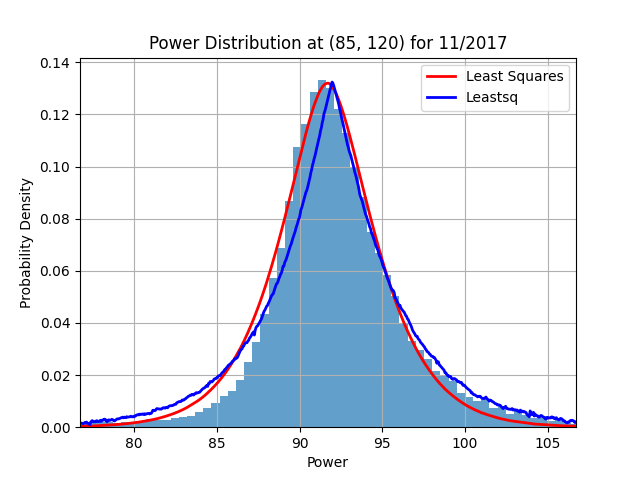 Power Distribution at (85, 120) for 11/2017
Least Squares
Leastsq
0.14
0.12
0.10
0.08
0.06
0.04
0.02
0.00
Probability Density
80 85 90 95 100 105
Power